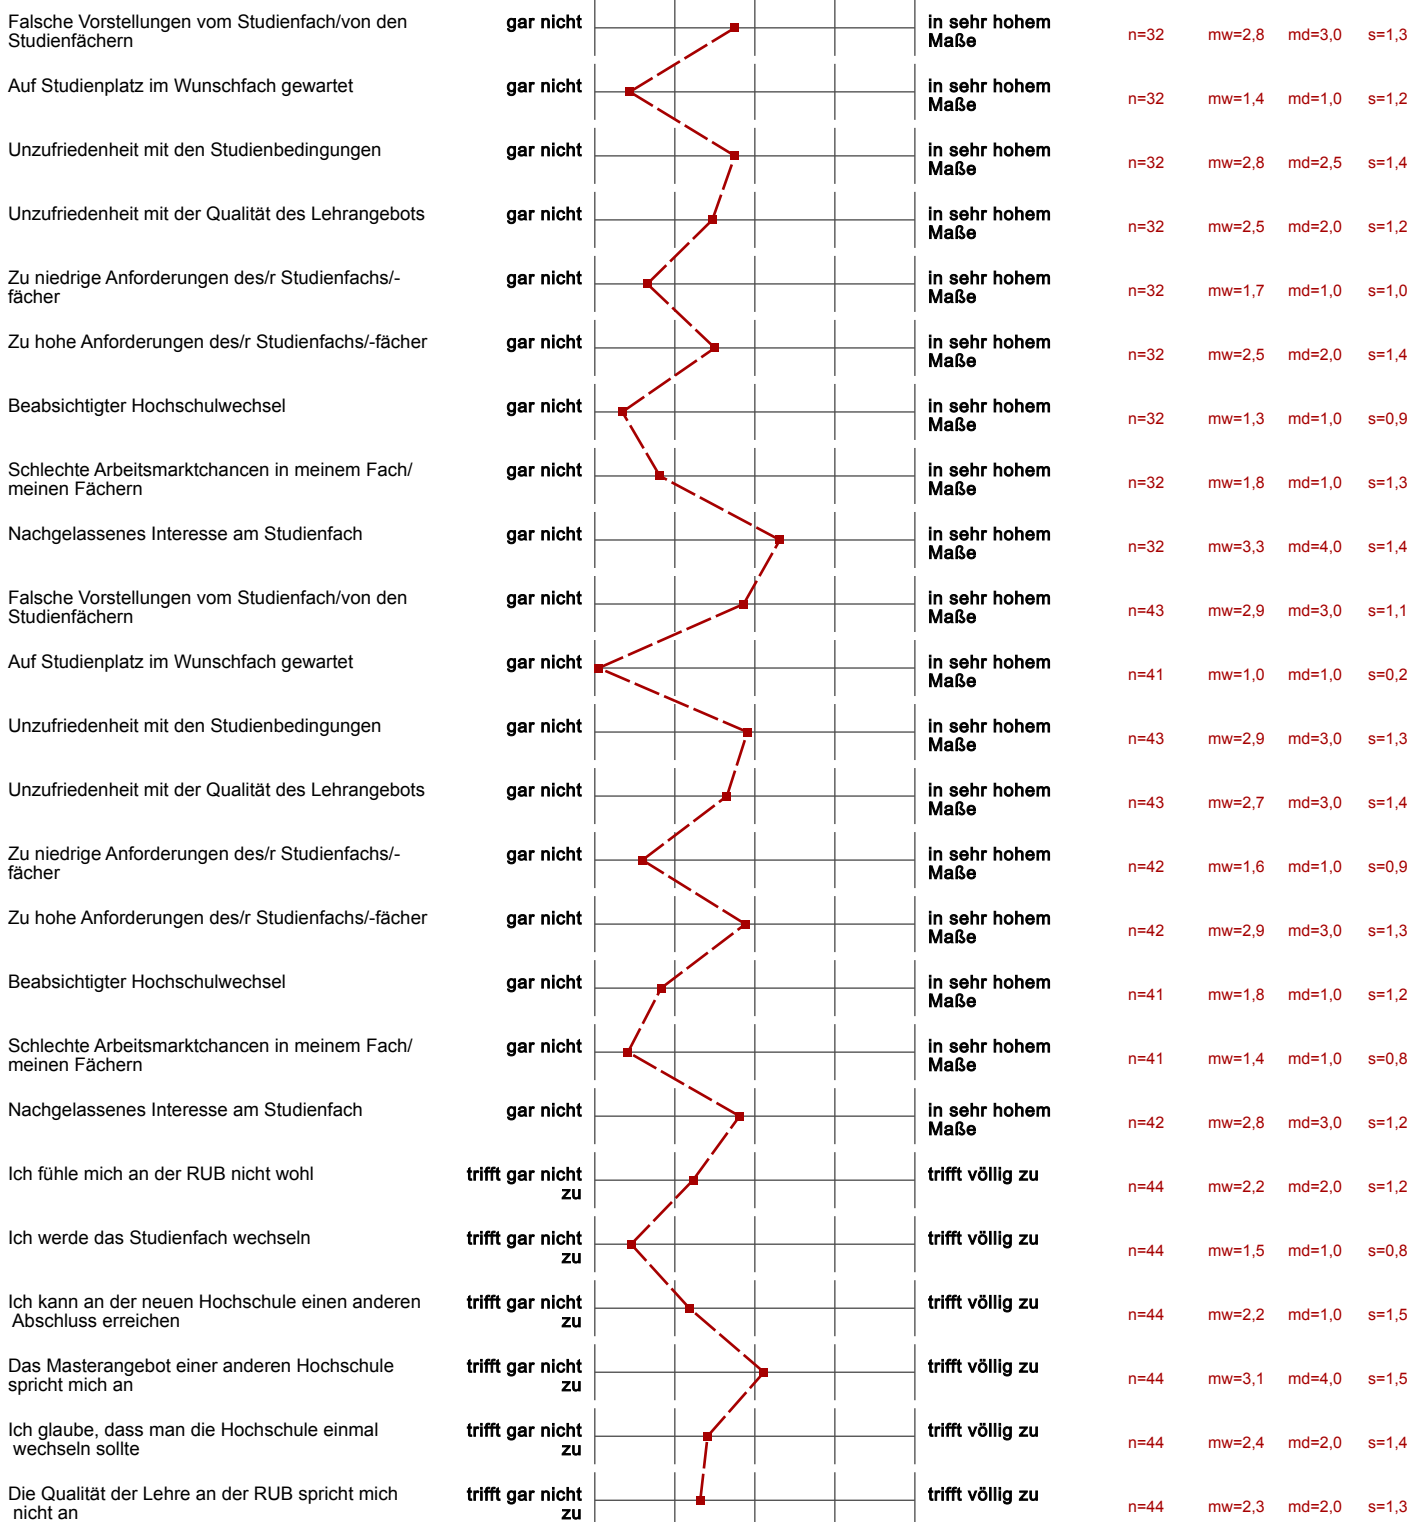 Falsche Vorstellungen vom Studienfach/von den
Studienfächern
gar nicht
in sehr hohem
Maße
n=32 mw=2,8 md=3,0 s=1,3
Auf Studienplatz im Wunschfach gewartet
gar nicht
in sehr hohem
Maße
n=32 mw=1,4 md=1,0 s=1,2
Unzufriedenheit mit den Studienbedingungen
gar nicht
in sehr hohem
Maße
n=32 mw=2,8 md=2,5 s=1,4
Unzufriedenheit mit der Qualität des Lehrangebots
gar nicht
in sehr hohem
Maße
n=32 mw=2,5 md=2,0 s=1,2
Zu niedrige Anforderungen des/r Studienfachs/-
fächer
gar nicht
in sehr hohem
Maße
n=32 mw=1,7 md=1,0 s=1,0
Zu hohe Anforderungen des/r Studienfachs/-fächer
gar nicht
in sehr hohem
Maße
n=32 mw=2,5 md=2,0 s=1,4
Beabsichtigter Hochschulwechsel
gar nicht
in sehr hohem
Maße
n=32 mw=1,3 md=1,0 s=0,9
Schlechte Arbeitsmarktchancen in meinem Fach/
meinen Fächern
gar nicht
in sehr hohem
Maße
n=32 mw=1,8 md=1,0 s=1,3
Nachgelassenes Interesse am Studienfach
gar nicht
in sehr hohem
Maße
n=32 mw=3,3 md=4,0 s=1,4
Falsche Vorstellungen vom Studienfach/von den
Studienfächern
gar nicht
in sehr hohem
Maße
n=43 mw=2,9 md=3,0 s=1,1
Auf Studienplatz im Wunschfach gewartet
gar nicht
in sehr hohem
Maße
n=41 mw=1,0 md=1,0 s=0,2
Unzufriedenheit mit den Studienbedingungen
gar nicht
in sehr hohem
Maße
n=43 mw=2,9 md=3,0 s=1,3
Unzufriedenheit mit der Qualität des Lehrangebots
gar nicht
in sehr hohem
Maße
n=43 mw=2,7 md=3,0 s=1,4
Zu niedrige Anforderungen des/r Studienfachs/-
fächer
gar nicht
in sehr hohem
Maße
n=42 mw=1,6 md=1,0 s=0,9
Zu hohe Anforderungen des/r Studienfachs/-fächer
gar nicht
in sehr hohem
Maße
n=42 mw=2,9 md=3,0 s=1,3
Beabsichtigter Hochschulwechsel
gar nicht
in sehr hohem
Maße
n=41 mw=1,8 md=1,0 s=1,2
Schlechte Arbeitsmarktchancen in meinem Fach/
meinen Fächern
gar nicht
in sehr hohem
Maße
n=41 mw=1,4 md=1,0 s=0,8
Nachgelassenes Interesse am Studienfach
gar nicht
in sehr hohem
Maße
n=42 mw=2,8 md=3,0 s=1,2
Ich fühle mich an der RUB nicht wohl
trifft gar nicht
zu
trifft völlig zu
n=44 mw=2,2 md=2,0 s=1,2
Ich werde das Studienfach wechseln
trifft gar nicht
zu
trifft völlig zu
n=44 mw=1,5 md=1,0 s=0,8
Ich kann an der neuen Hochschule einen anderen
Abschluss erreichen
trifft gar nicht
zu
trifft völlig zu
n=44 mw=2,2 md=1,0 s=1,5
Das Masterangebot einer anderen Hochschule
spricht mich an
trifft gar nicht
zu
trifft völlig zu
n=44 mw=3,1 md=4,0 s=1,5
Ich glaube, dass man die Hochschule einmal
wechseln sollte
trifft gar nicht
zu
trifft völlig zu
n=44 mw=2,4 md=2,0 s=1,4
Die Qualität der Lehre an der RUB spricht mich
nicht an
trifft gar nicht
zu
trifft völlig zu
n=44 mw=2,3 md=2,0 s=1,3